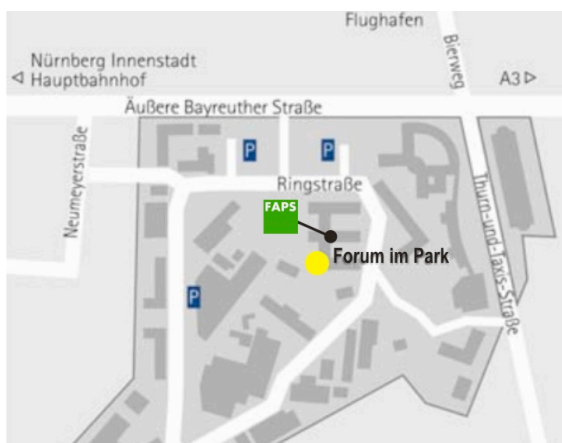 Flughafen
Bierweg
Nürnberg Innenstadt
Hauptbahnhof
A3
Äußere Bayreuther Straße
Neumeyerstraße
P
P
Ringstraße
FAPS
Forum im Park
Thurn-und-Taxis-Straße
P